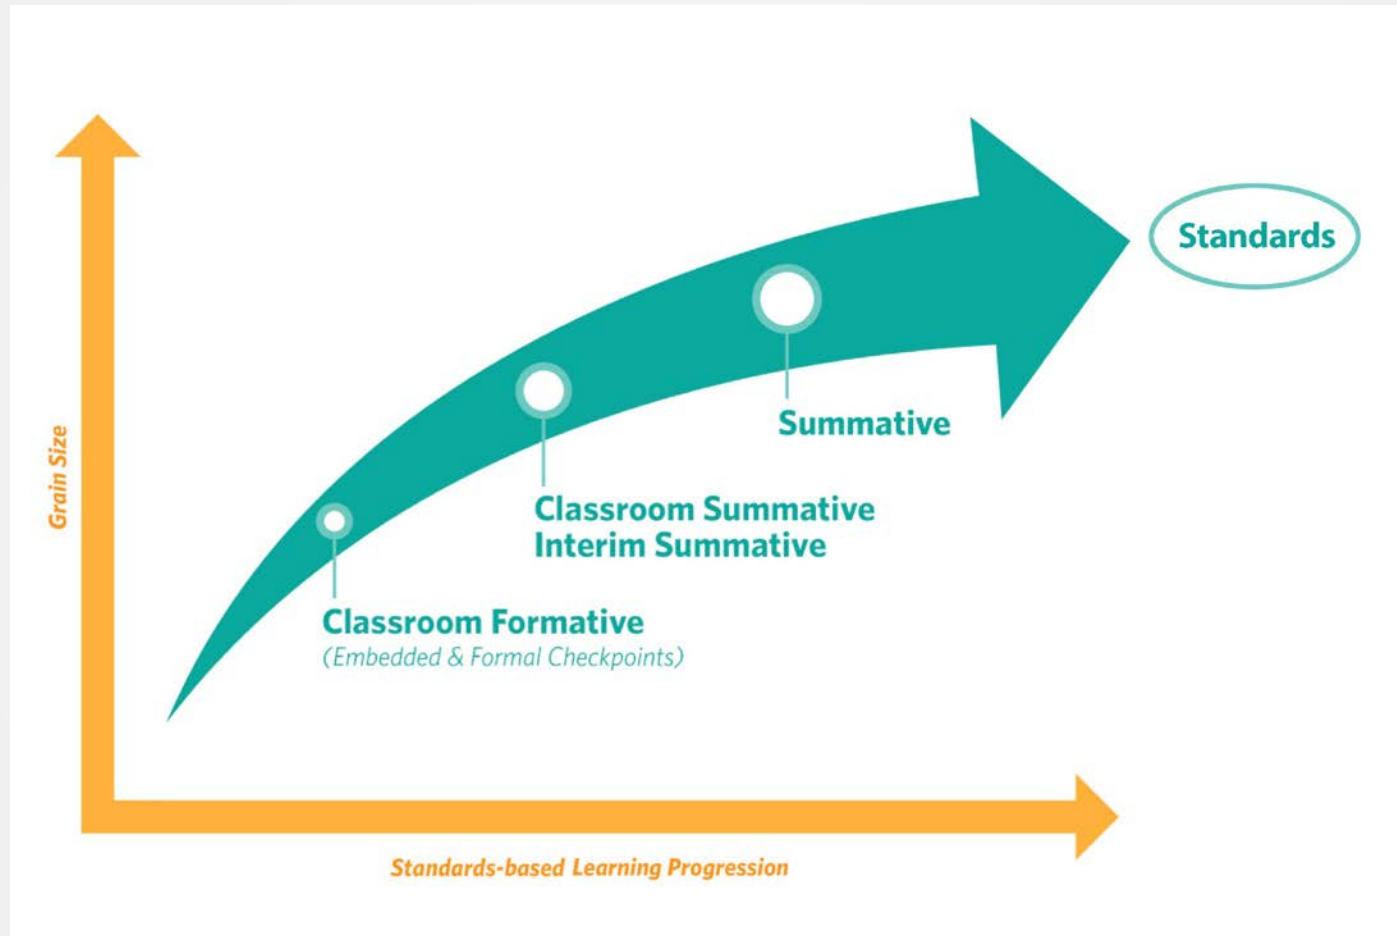 Standards
Summative
Grain Size
Classroom Summative
Interim Summative
Classroom Formative
(Embedded & Formal Checkpoints)
Standards-based Learning Progression